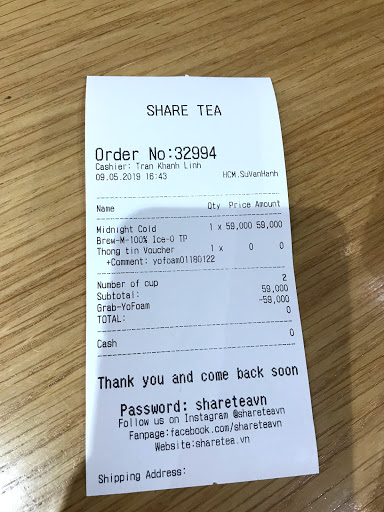 SHARE TEA
Order No:32994
Cashier: Tran Khanh Linh
09.05.2019 16:43 HCM.SuVanHanh
Name Qty Price Amount
Midnight Cold 1 x 59,000 59,000
Brew-M-100% Ice-0 TP
Thong tin Voucher 1 x 0 0
+Comment: yofoam01180122
Number of cup 2
Subtotal: 59,000
Grab-YoFoam -59,000
TOTAL: 0
Cash 0
Thank you and come back soon
Password: shareteavn
Follow us on Instagram @shareteavn
Fanpage:facebook.com/shareteavn
Website:sharetea.vn
Shipping Address: